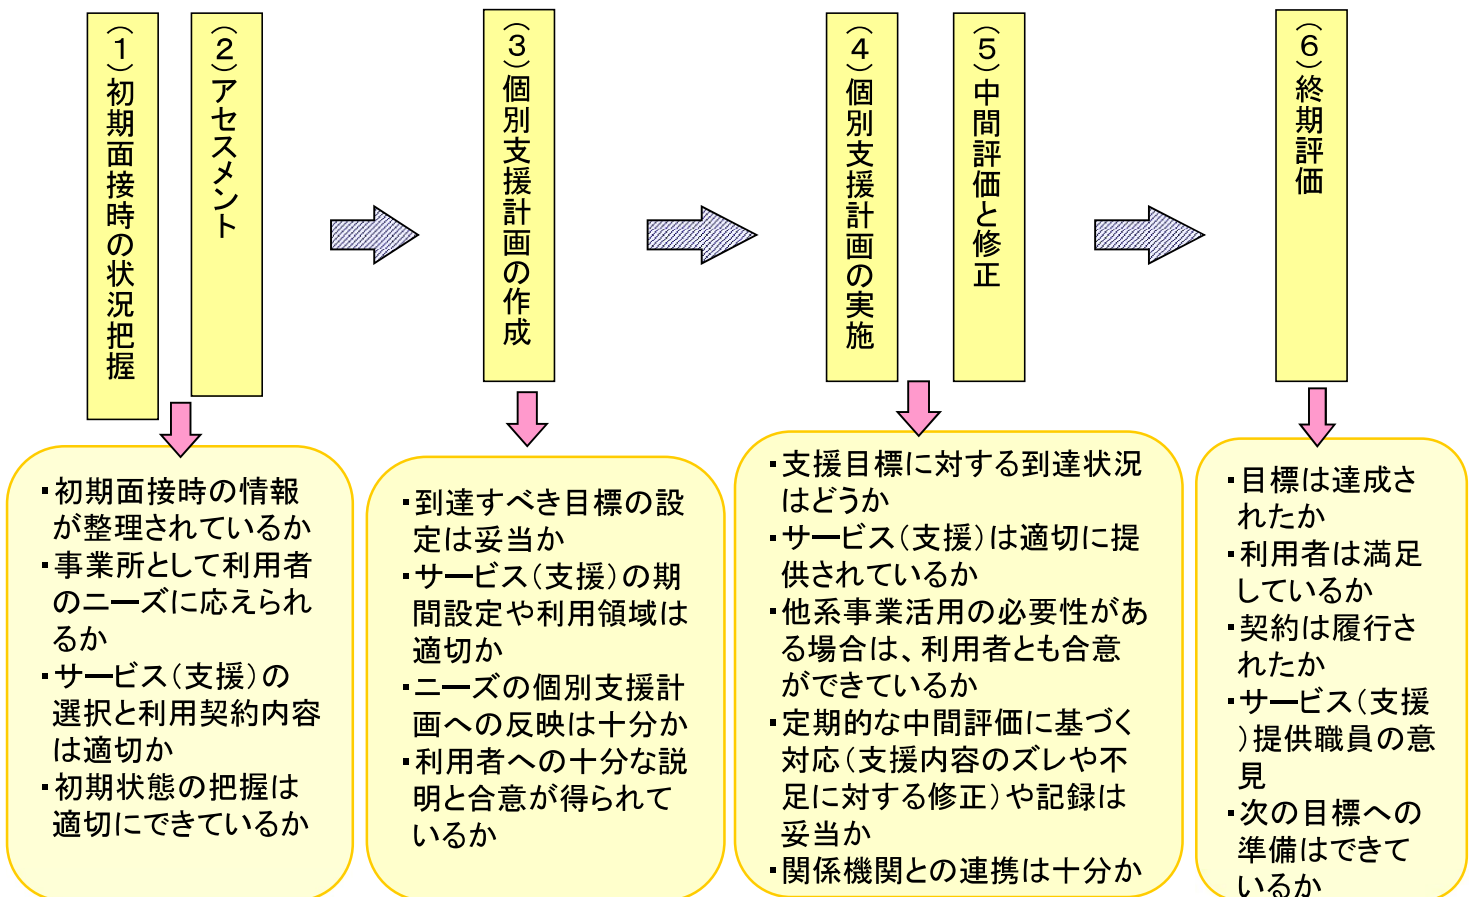 （１）初期面接時の状況把握
（２）アセスメント
（３）個別支援計画の作成
（４）個別支援計画の実施
（５）中間評価と修正
（６）終期評価
・初期面接時の情報
が整理されているか
・事業所として利用者
のニーズに応えられ
るか
・サービス（支援）の
選択と利用契約内容
は適切か
・初期状態の把握は
適切にできているか
・到達すべき目標の設
定は妥当か
・サービス（支援）の期
間設定や利用領域は
適切か
・ニーズの個別支援計
画への反映は十分か
・利用者への十分な説
明と合意が得られて
いるか
・支援目標に対する到達状況
はどうか
・サービス（支援）は適切に提
供されているか
・他系事業活用の必要性があ
る場合は、利用者とも合意
ができているか
・定期的な中間評価に基づく
対応（支援内容のズレや不
足に対する修正）や記録は
妥当か
・関係機関との連携は十分か
・目標は達成さ
れたか
・利用者は満足
しているか
・契約は履行さ
れたか
・サービス（支援
）提供職員の意
見
・次の目標への
準備はできて
いるか